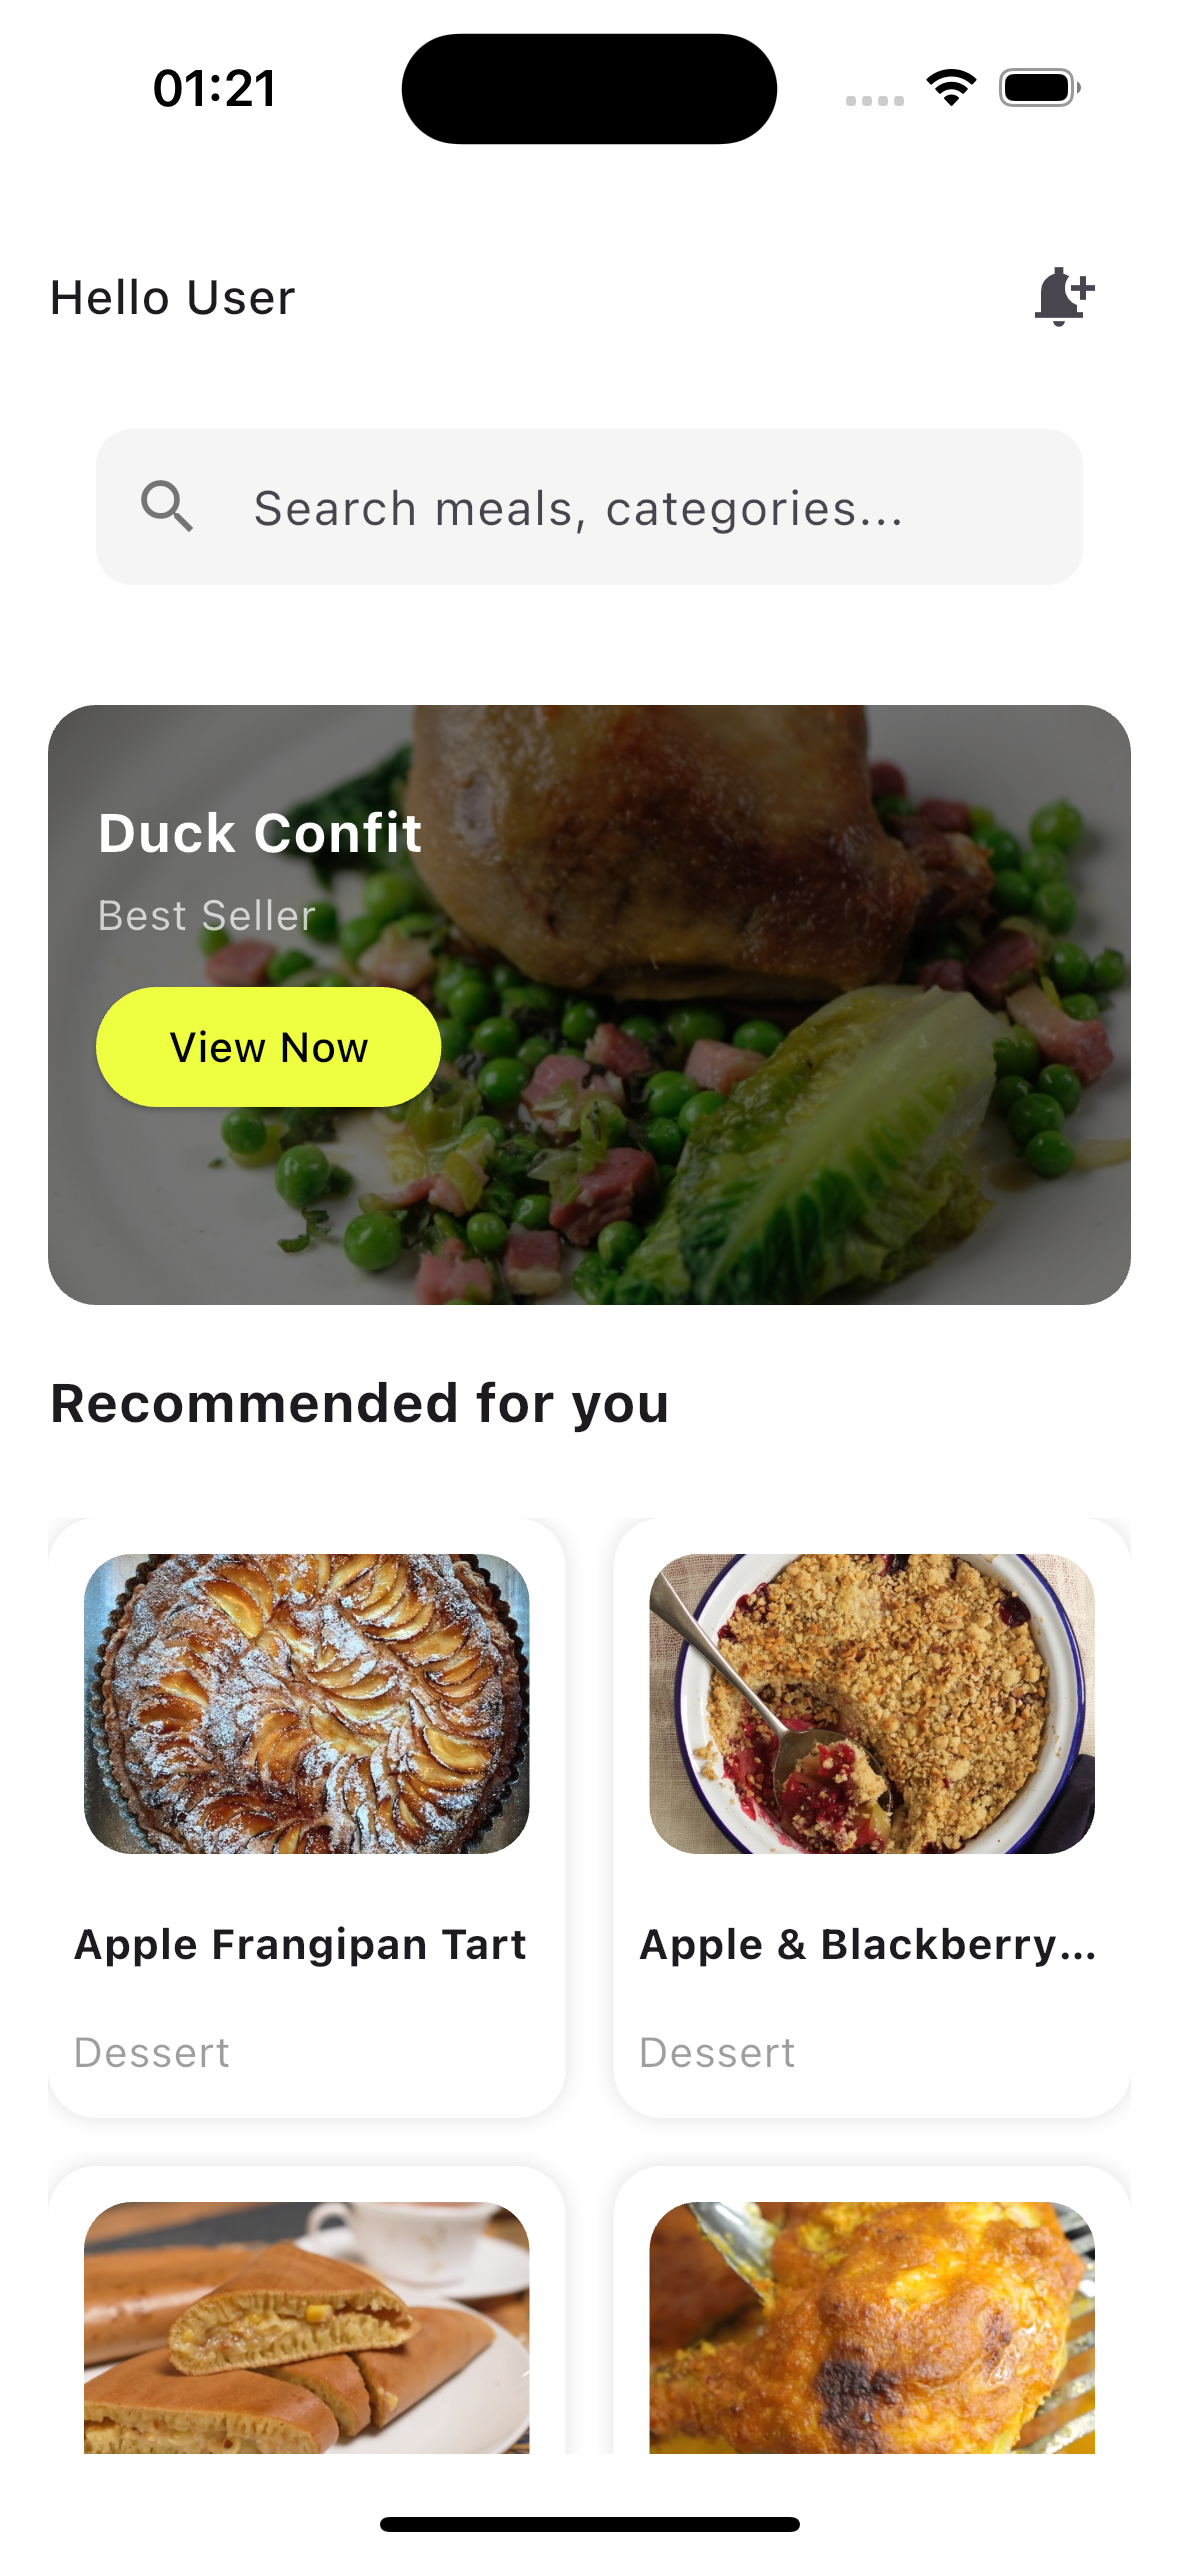 01:21
Hello User
Search meals, categories...
Duck Confit
Best Seller
View Now
Recommended for you
Apple Frangipan Tart
Apple & Blackberry...
Dessert
Dessert